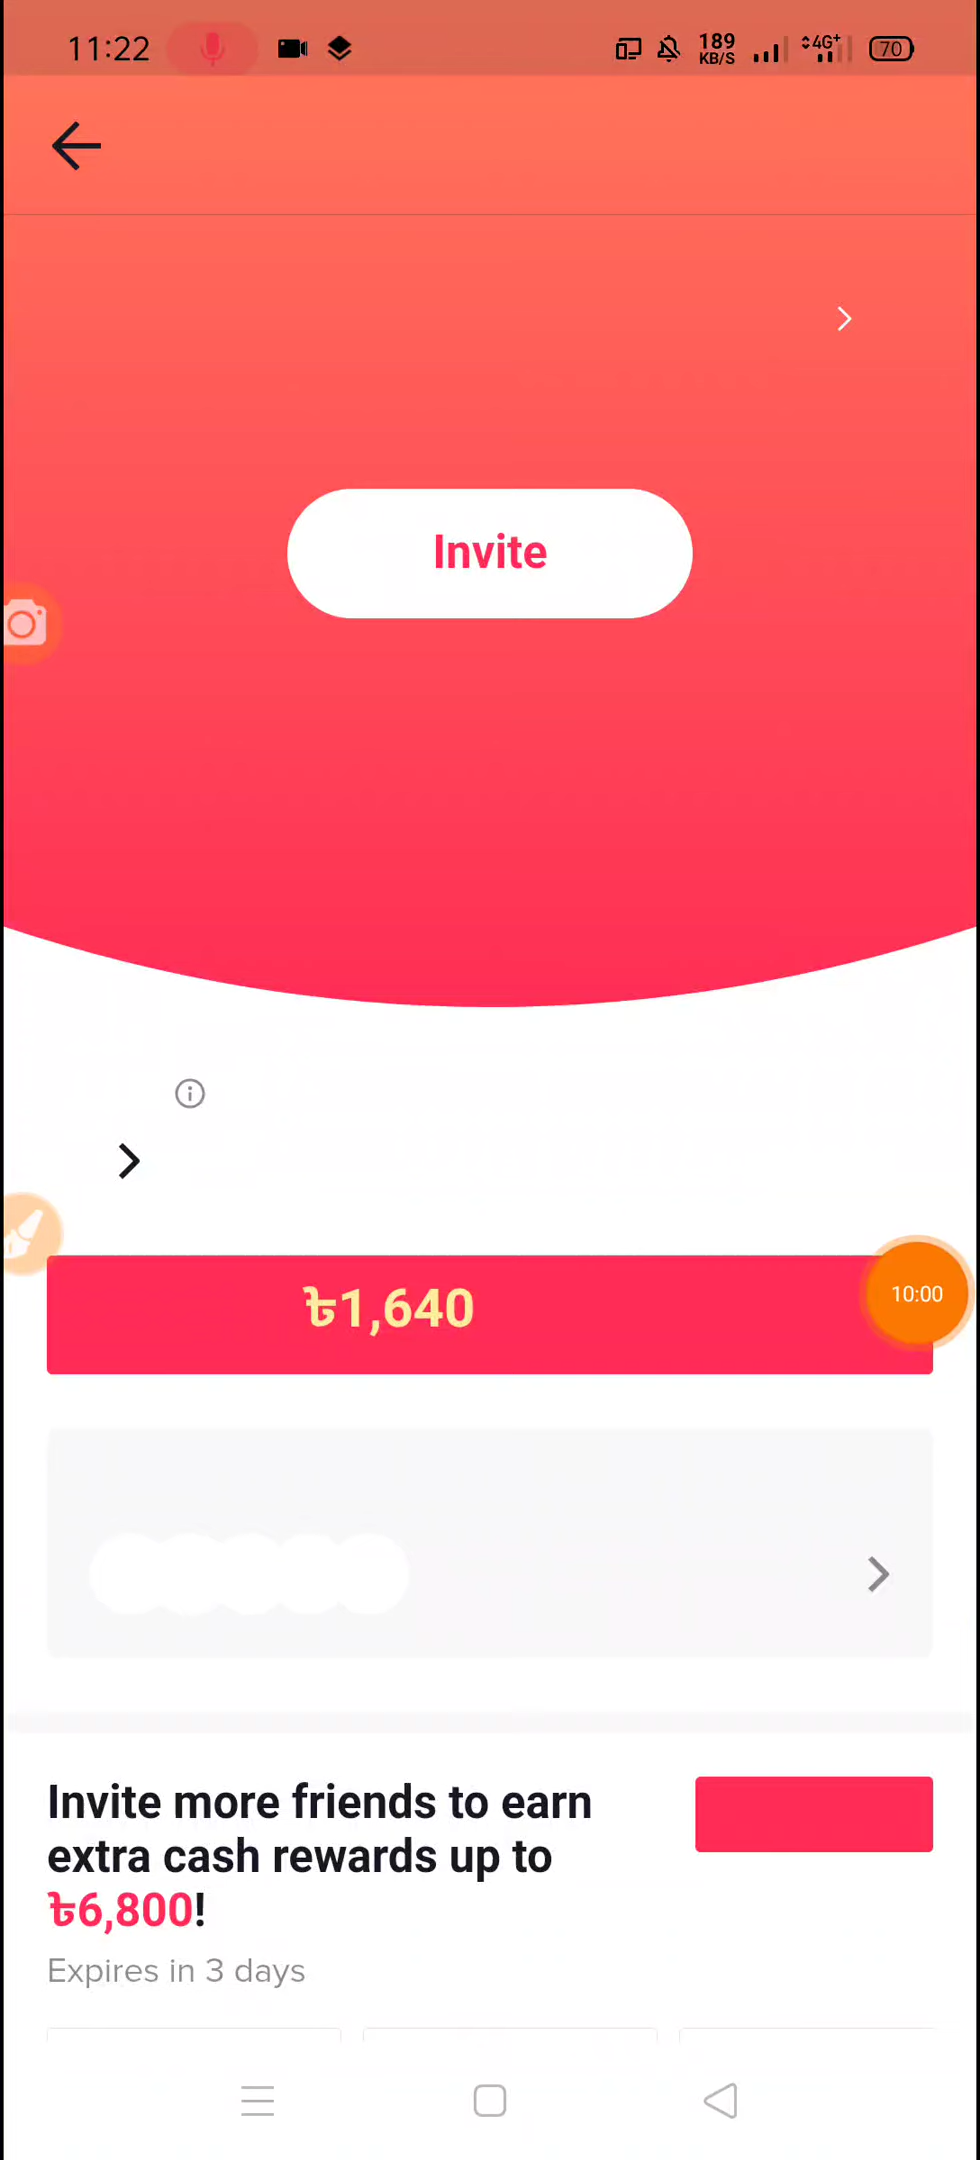 11:22
189
KB/S
4G+
70
Invite
৳1,640
10:00
Invite more friends to earn
extra cash rewards up to
৳6,800!
Expires in 3 days